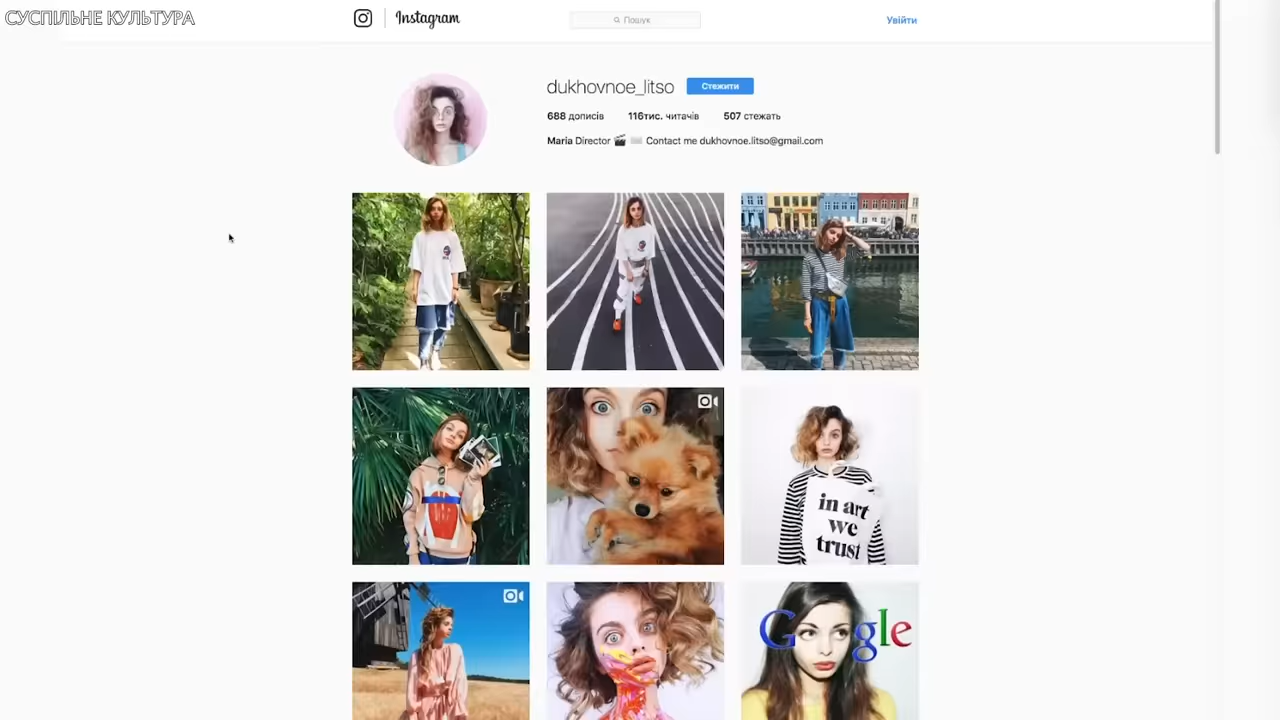 СУСПІЛЬНЕ КУЛЬТУРА
Instagram
Пошук
Увійти
dukhovnoe_litso
Стежити
688 дописів 116тис. читачів 507 стежать
Maria Director 🎬 Contact me dukhovnoe.litso@gmail.com
in art
we
trust
Google